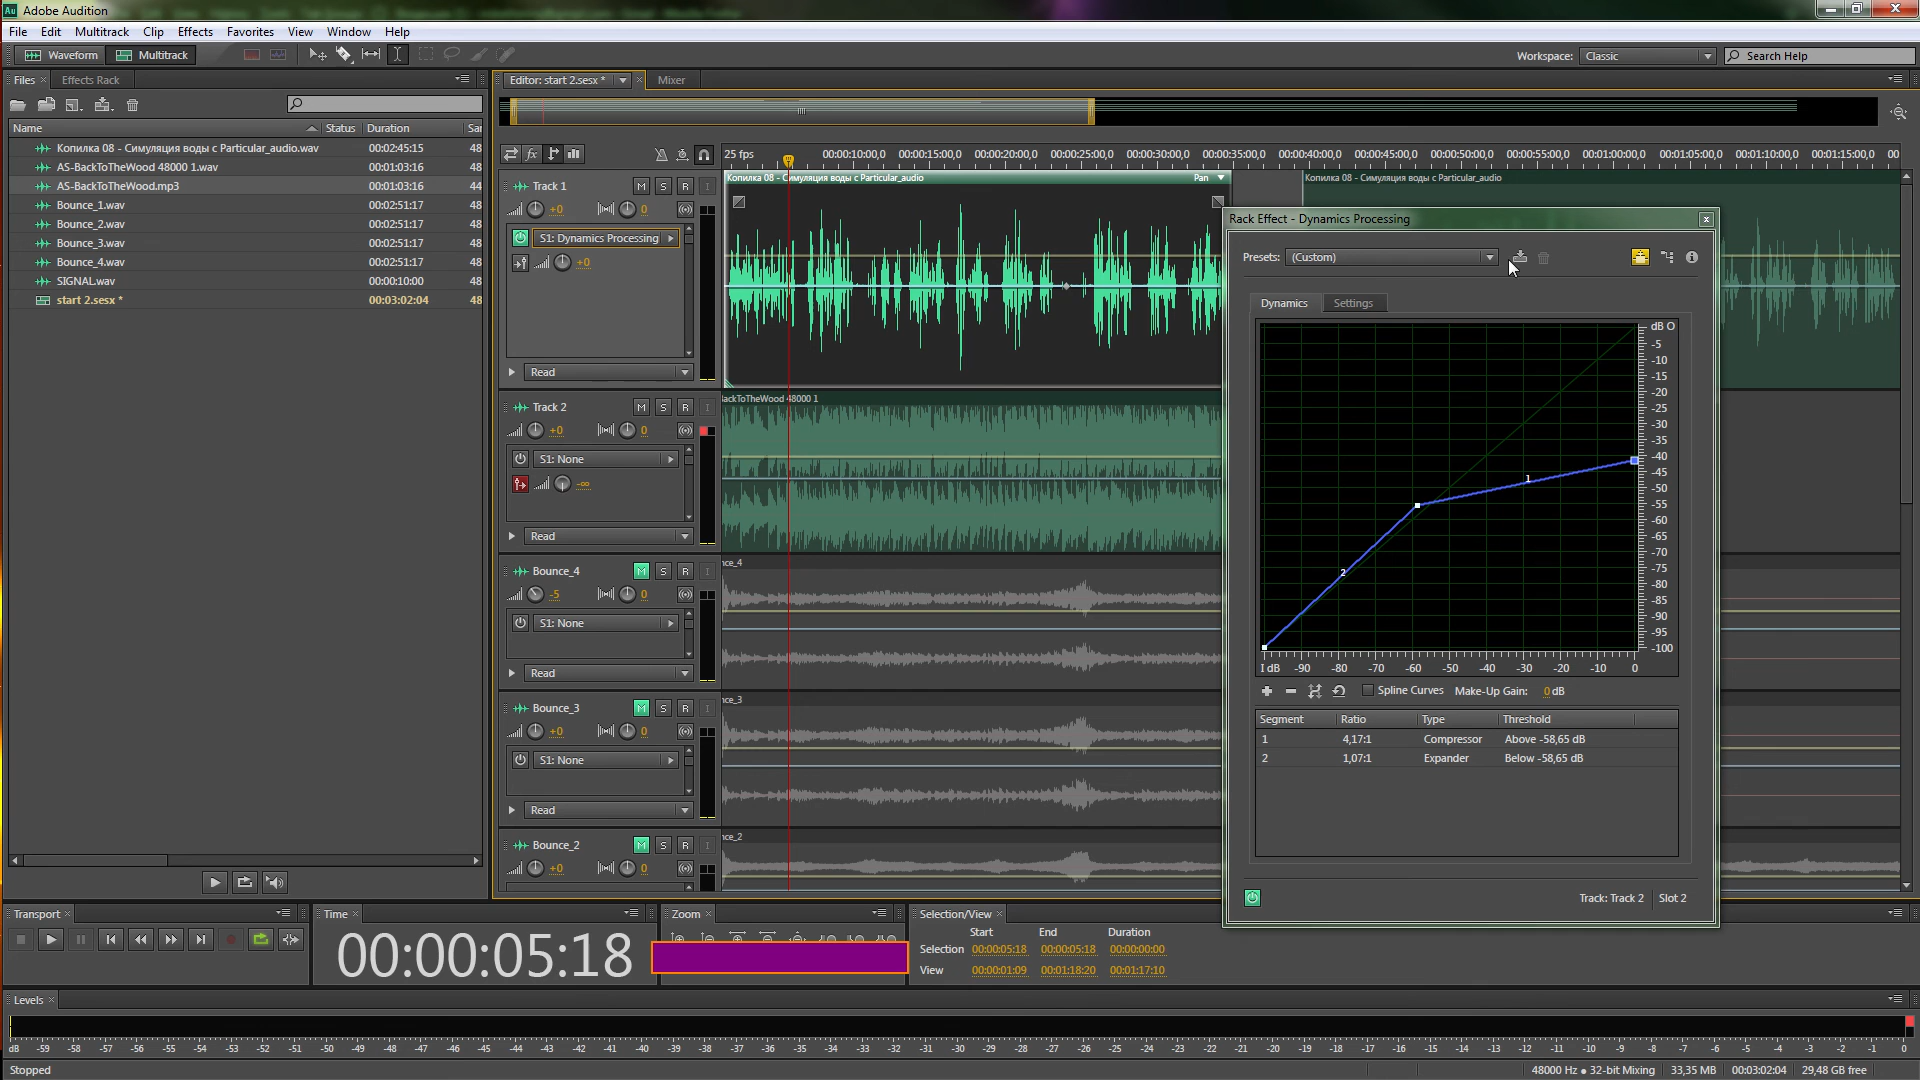 Au Adobe Audition
File Edit Multitrack Clip Effects Favorites View Window Help
Waveform Multitrack Workspace: Classic Search Help
Files Effects Rack
Name Status Duration Sar
Копилка 08 - Симуляция воды с Particular_audio.wav 00:02:45:15 48
AS-BackToTheWood 48000 1.wav 00:01:03:16 48
AS-BackToTheWood.mp3 00:01:03:16 44
Bounce_1.wav 00:02:51:17 48
Bounce_2.wav 00:02:51:17 48
Bounce_3.wav 00:02:51:17 48
Bounce_4.wav 00:02:51:17 48
SIGNAL.wav 00:00:10:00 48
start 2.sesx * 00:03:02:04 48
Editor: start 2.sesx * Mixer
fx 25 fps 00:00:10:00,0 00:00:15:00,0 00:00:20:00,0 00:00:25:00,0 00:00:30:00,0 00:00:35:00,0 00:00:40:00,0 00:00:45:00,0 00:00:50:00,0 00:00:55:00,0 00:01:00:00,0 00:01:05:00,0 00:01:10:00,0 00:01:15:00,0 00
Копилка 08 - Симуляция воды с Particular_audio Pan
Копилка 08 - Симуляция воды с Particular_audio
Track 1 M S R I
+0 0
S1: Dynamics Processing
+0
Read
Track 2 M S R I
+0 0
S1: None
-∞
Read
BackToTheWood 48000 1
Bounce_4 M S R I
-5 0
S1: None
Read
nce_4
Bounce_3 M S R I
+0 0
S1: None
Read
nce_3
Bounce_2 M S R I
+0 0
nce_2
Rack Effect - Dynamics Processing
Presets: (Custom)
Dynamics Settings
dB O
-5
-10
-15
-20
-25
-30
-35
-40
-45
-50
-55
-60
-65
-70
-75
-80
-85
-90
-95
-100
1
2
I dB -90 -80 -70 -60 -50 -40 -30 -20 -10 0
Spline Curves Make-Up Gain: 0 dB
Segment Ratio Type Threshold
1 4,17:1 Compressor Above -58,65 dB
2 1,07:1 Expander Below -58,65 dB
Track: Track 2 Slot 2
Transport Time Zoom Selection/View
00:00:05:18
Start End Duration
Selection 00:00:05:18 00:00:05:18 00:00:00:00
View 00:00:01:09 00:01:18:20 00:01:17:10
Levels
dB -59 -58 -57 -56 -55 -54 -53 -52 -51 -50 -49 -48 -47 -46 -45 -44 -43 -42 -41 -40 -39 -38 -37 -36 -35 -34 -33 -32 -31 -30 -29 -28 -27 -26 -25 -24 -23 -22 -21 -20 -19 -18 -17 -16 -15 -14 -13 -12 -11 -10 -9 -8 -7 -6 -5 -4 -3 -2 -1 0
Stopped 48000 Hz ● 32-bit Mixing 33,35 MB 00:03:02:04 29,48 GB free